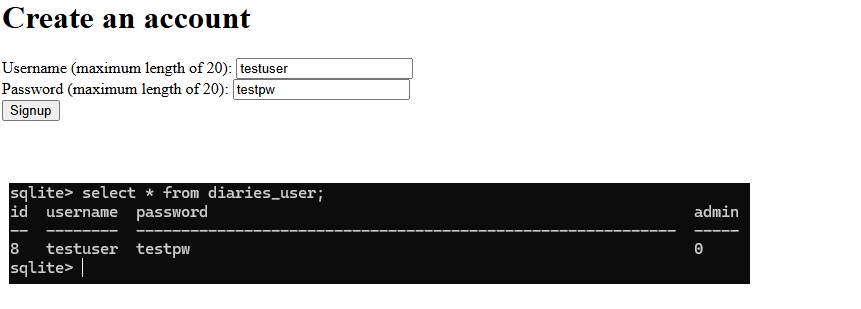 Create an account
Username (maximum length of 20): testuser
Password (maximum length of 20): testpw
Signup
sqlite> select * from diaries_user;
id  username  password                                                      admin
--  --------  ------------------------------------------------------------  -----
8   testuser  testpw                                                        0
sqlite>